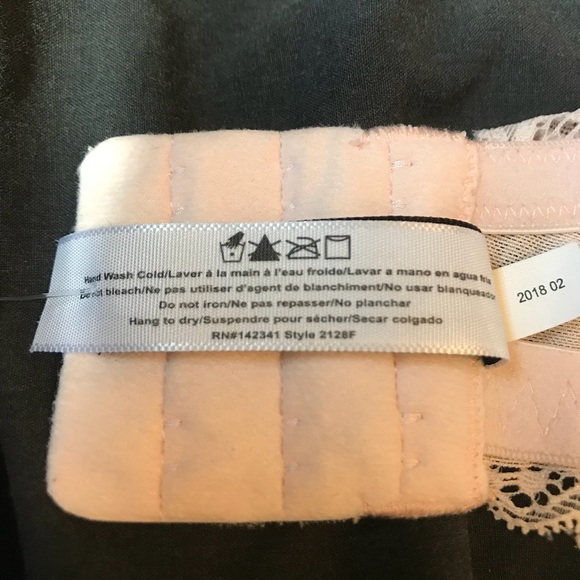 Hand Wash Cold/Laver á la main á l'eau froide/Lavar a mano en agua fria
Do not bleach/Ne pas utiliser d'agent de blanchiment/No usar blanqueador
Do not iron/Ne pas repasser/No planchar
Hang to dry/Suspendre pour sécher/Secar colgado
RN#142341 Style 2128F
2018 02